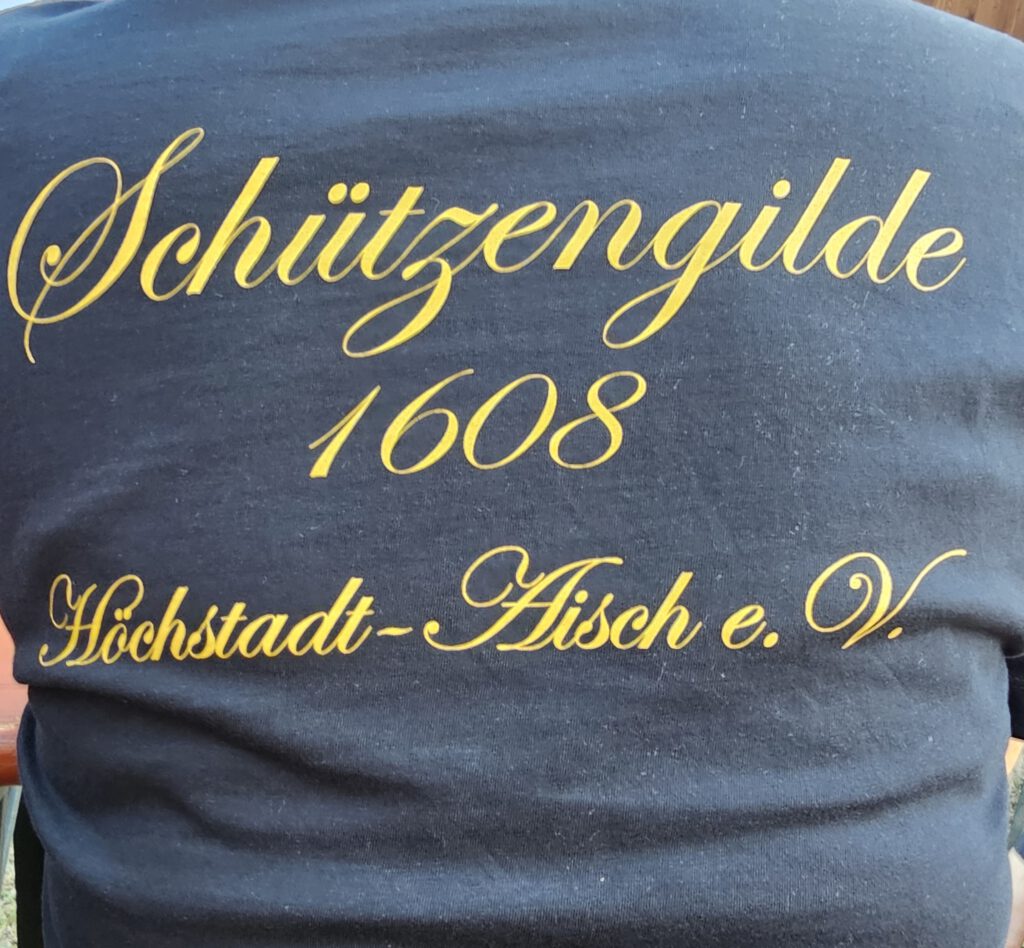 Schützengilde
1608
Höchstadt-Aisch e.V.